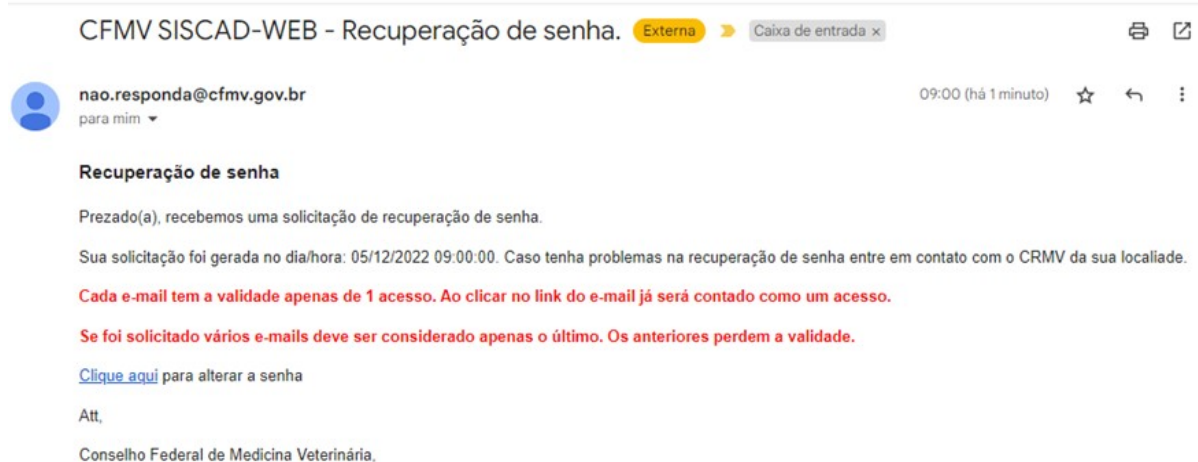 CFMV SISCAD-WEB - Recuperação de senha. Externa Caixa de entrada x
nao.responda@cfmv.gov.br 09:00 (há 1 minuto)
para mim
Recuperação de senha
Prezado(a), recebemos uma solicitação de recuperação de senha.
Sua solicitação foi gerada no dia/hora: 05/12/2022 09:00:00. Caso tenha problemas na recuperação de senha entre em contato com o CRMV da sua localiade.
Cada e-mail tem a validade apenas de 1 acesso. Ao clicar no link do e-mail já será contado como um acesso.
Se foi solicitado vários e-mails deve ser considerado apenas o último. Os anteriores perdem a validade.
Clique aqui para alterar a senha
Att,
Conselho Federal de Medicina Veterinária,